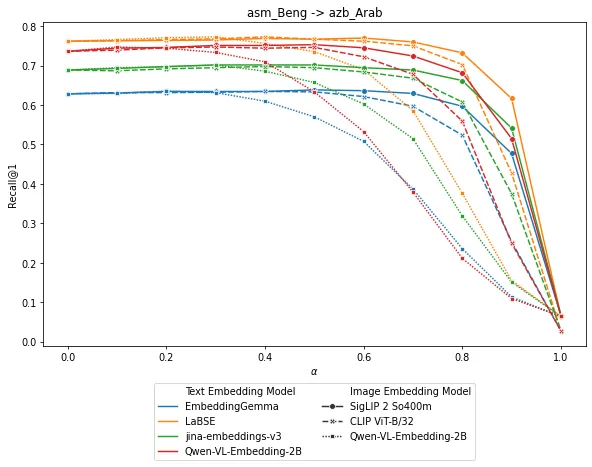 asm_Beng -> azb_Arab
0.8
0.7
0.6
0.5
0.4
0.3
0.2
0.1
0.0
Recall@1
0.0 0.2 0.4 0.6 0.8 1.0
α
Text Embedding Model
EmbeddingGemma
LaBSE
jina-embeddings-v3
Qwen-VL-Embedding-2B
Image Embedding Model
SigLIP 2 So400m
CLIP ViT-B/32
Qwen-VL-Embedding-2B